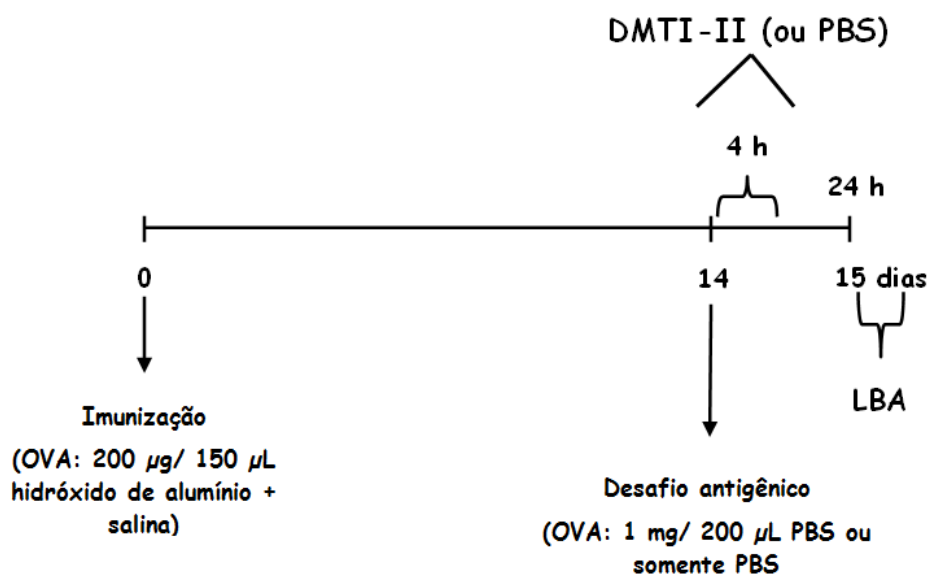 DMTI-II (ou PBS)
4 h
24 h
0
14
15 dias
LBA
Imunização
(OVA: 200 µg/ 150 µL
hidróxido de alumínio +
salina)
Desafio antigênico
(OVA: 1 mg/ 200 µL PBS ou
somente PBS